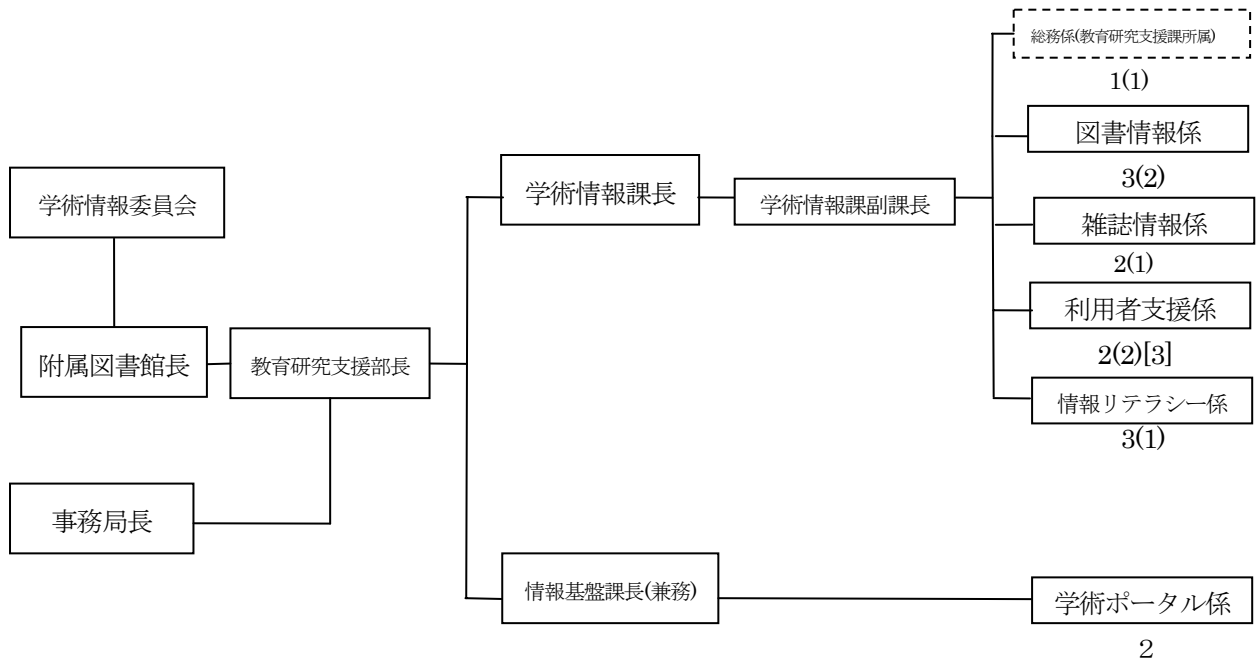 総務係(教育研究支援課所属)
1(1)
図書情報係
3(2)
学術情報委員会
学術情報課長
学術情報課副課長
雑誌情報係
2(1)
利用者支援係
2(2)[3]
附属図書館長
教育研究支援部長
情報リテラシー係
3(1)
事務局長
情報基盤課長(兼務)
学術ポータル係
2